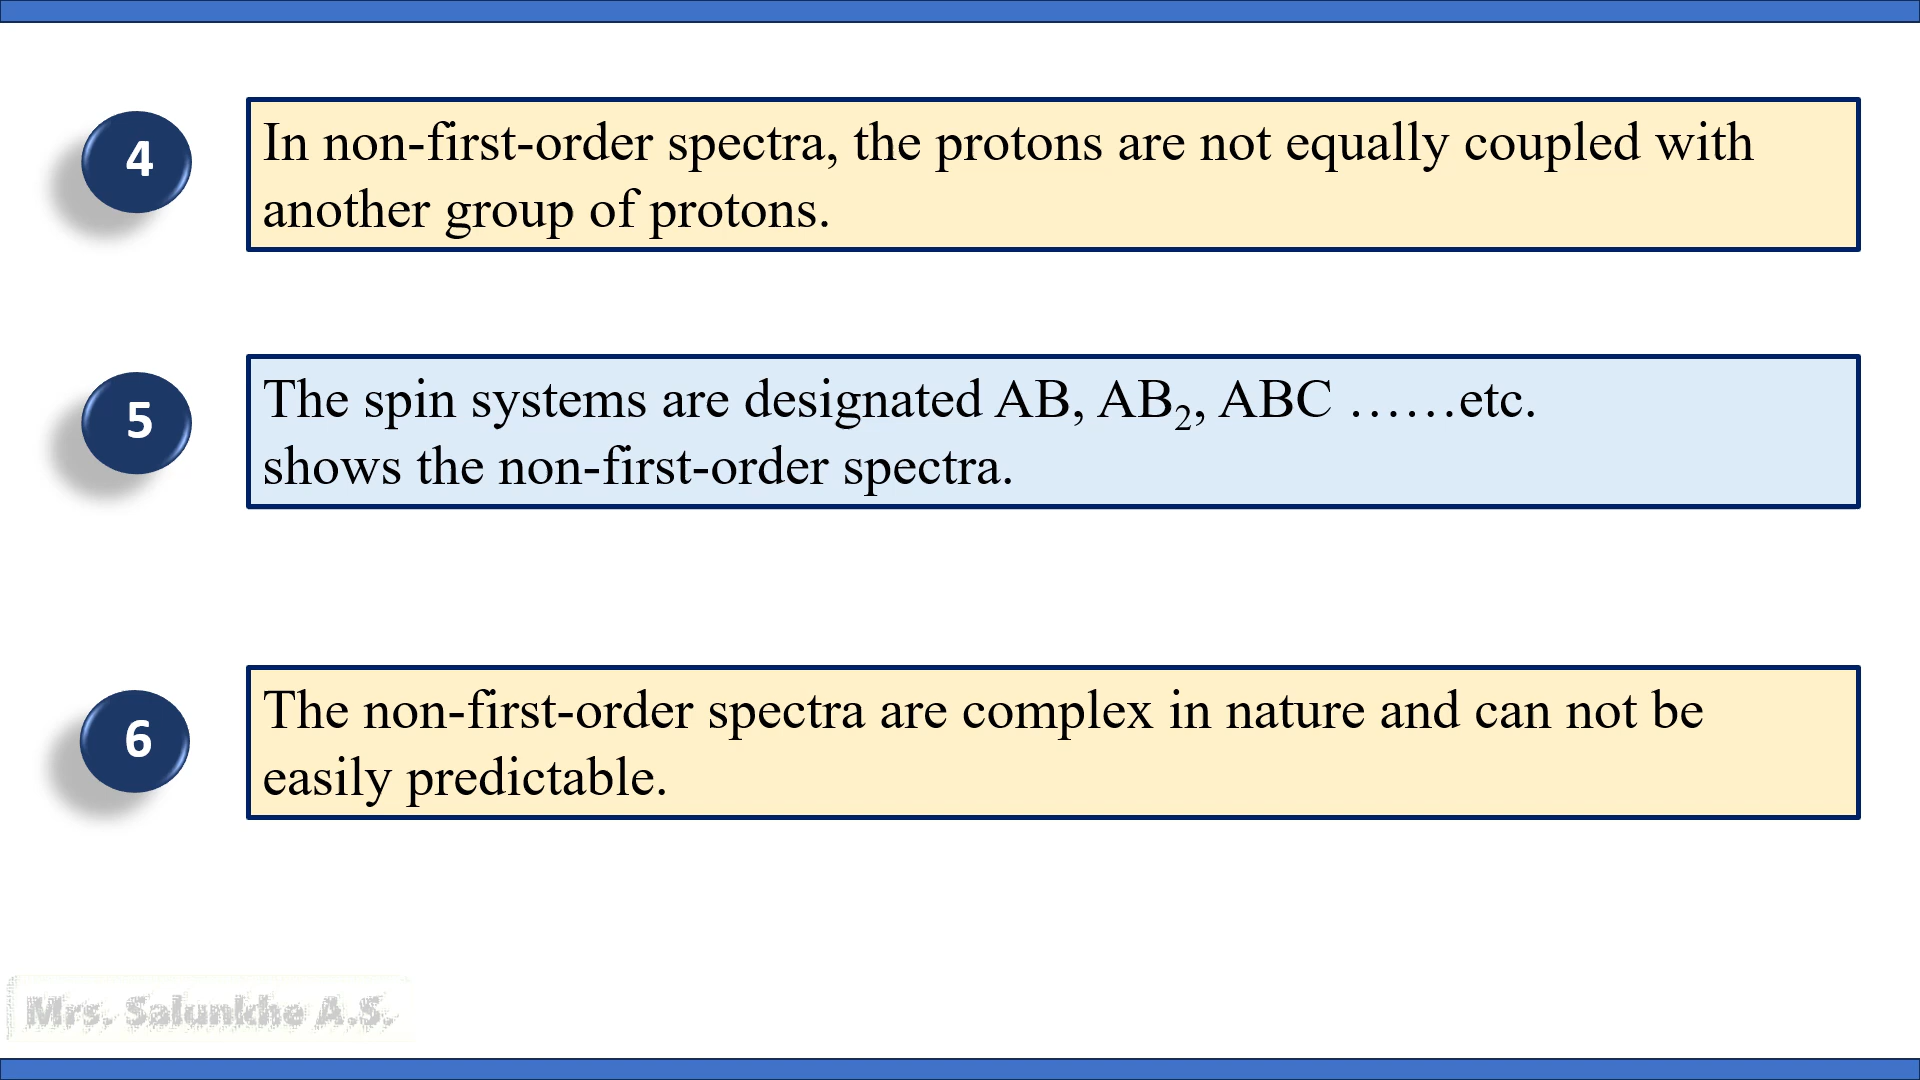 4
In non-first-order spectra, the protons are not equally coupled with
another group of protons.
5
The spin systems are designated AB, AB₂, ABC ……etc.
shows the non-first-order spectra.
6
The non-first-order spectra are complex in nature and can not be
easily predictable.
Mrs. Salunkhe A.S.